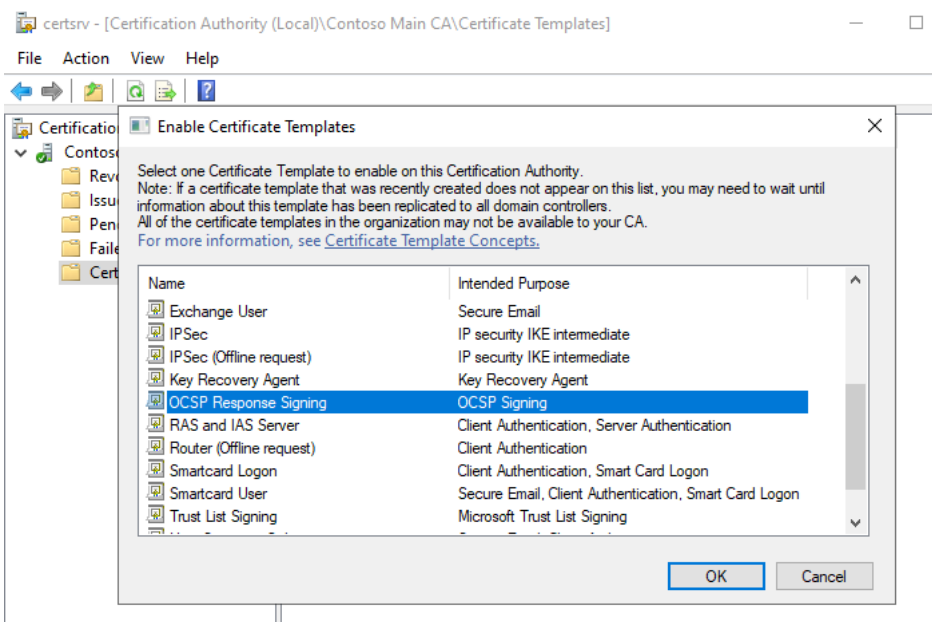 certsrv - [Certification Authority (Local)\Contoso Main CA\Certificate Templates]
File Action View Help
Certificatio
Contoso
Reve
Issu
Pen
Faile
Cert
Enable Certificate Templates
Select one Certificate Template to enable on this Certification Authority.
Note: If a certificate template that was recently created does not appear on this list, you may need to wait until
information about this template has been replicated to all domain controllers.
All of the certificate templates in the organization may not be available to your CA.
For more information, see Certificate Template Concepts.
Name Intended Purpose
Exchange User Secure Email
IPSec IP security IKE intermediate
IPSec (Offline request) IP security IKE intermediate
Key Recovery Agent Key Recovery Agent
OCSP Response Signing OCSP Signing
RAS and IAS Server Client Authentication, Server Authentication
Router (Offline request) Client Authentication
Smartcard Logon Client Authentication, Smart Card Logon
Smartcard User Secure Email, Client Authentication, Smart Card Logon
Trust List Signing Microsoft Trust List Signing
OK Cancel